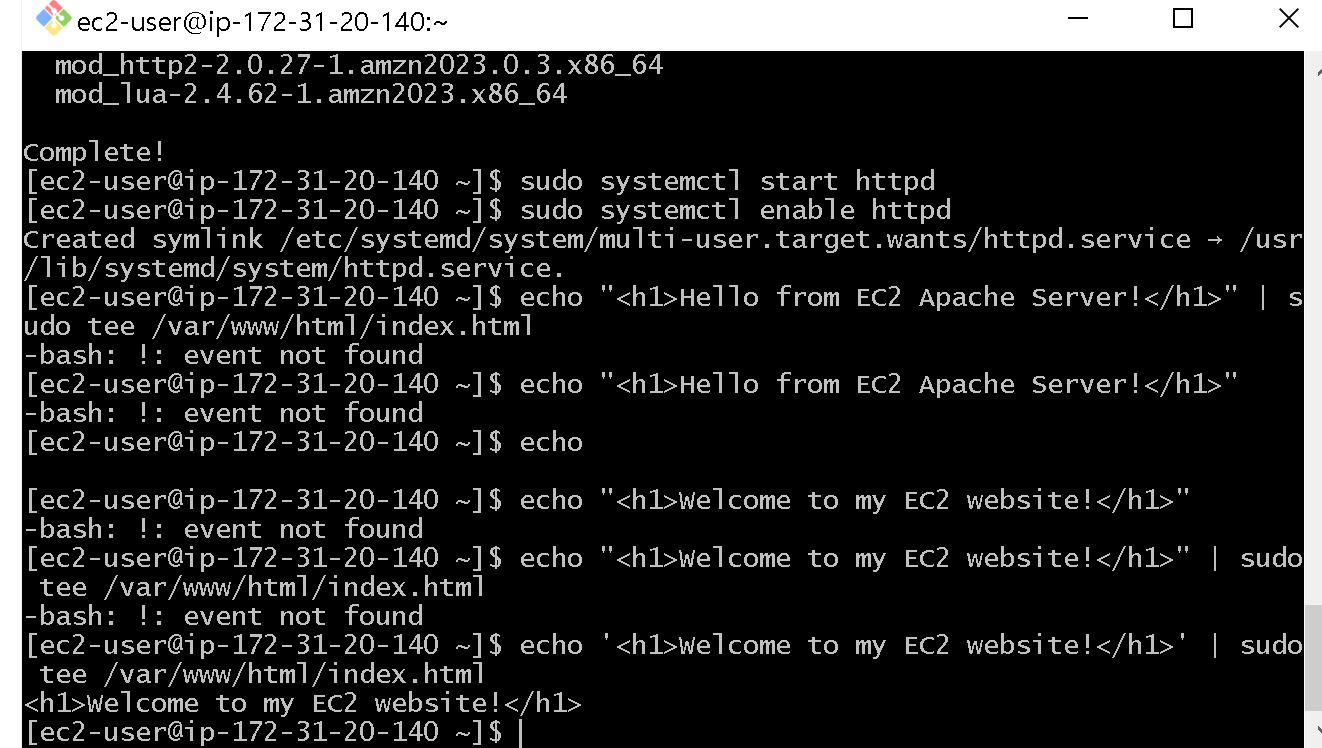 ec2-user@ip-172-31-20-140:~
mod_http2-2.0.27-1.amzn2023.0.3.x86_64
mod_lua-2.4.62-1.amzn2023.x86_64
Complete!
[ec2-user@ip-172-31-20-140 ~]$ sudo systemctl start httpd
[ec2-user@ip-172-31-20-140 ~]$ sudo systemctl enable httpd
Created symlink /etc/systemd/system/multi-user.target.wants/httpd.service → /usr
/lib/systemd/system/httpd.service.
[ec2-user@ip-172-31-20-140 ~]$ echo "<h1>Hello from EC2 Apache Server!</h1>" | s
udo tee /var/www/html/index.html
-bash: !: event not found
[ec2-user@ip-172-31-20-140 ~]$ echo "<h1>Hello from EC2 Apache Server!</h1>"
-bash: !: event not found
[ec2-user@ip-172-31-20-140 ~]$ echo
[ec2-user@ip-172-31-20-140 ~]$ echo "<h1>Welcome to my EC2 website!</h1>"
-bash: !: event not found
[ec2-user@ip-172-31-20-140 ~]$ echo "<h1>Welcome to my EC2 website!</h1>" | sudo
tee /var/www/html/index.html
-bash: !: event not found
[ec2-user@ip-172-31-20-140 ~]$ echo '<h1>Welcome to my EC2 website!</h1>' | sudo
tee /var/www/html/index.html
<h1>Welcome to my EC2 website!</h1>
[ec2-user@ip-172-31-20-140 ~]$